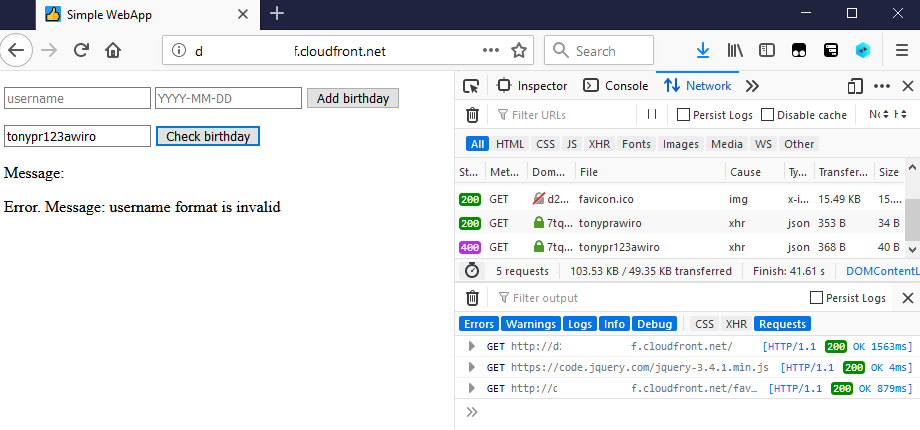 Simple WebApp
d f.cloudfront.net
Search
username YYYY-MM-DD Add birthday
tonypr123awiro Check birthday
Message:
Error. Message: username format is invalid
Inspector Console Network
Filter URLs Persist Logs Disable cache
All HTML CSS JS XHR Fonts Images Media WS Other
St... Met... Dom... File Cause Ty... Transfer... Size
200 GET d2... favicon.ico img x-i... 15.49 KB 15....
200 GET 7tq... tonyprawiro xhr json 353 B 34 B
400 GET 7tq... tonypr123awiro xhr json 368 B 40 B
5 requests 103.53 KB / 49.35 KB transferred Finish: 41.61 s DOMContentL
Filter output Persist Logs
Errors Warnings Logs Info Debug CSS XHR Requests
GET http://d2 f.cloudfront.net/ [HTTP/1.1 200 OK 1563ms]
GET https://code.jquery.com/jquery-3.4.1.min.js [HTTP/1.1 200 OK 4ms]
GET http://d f.cloudfront.net/fav... [HTTP/1.1 200 OK 879ms]